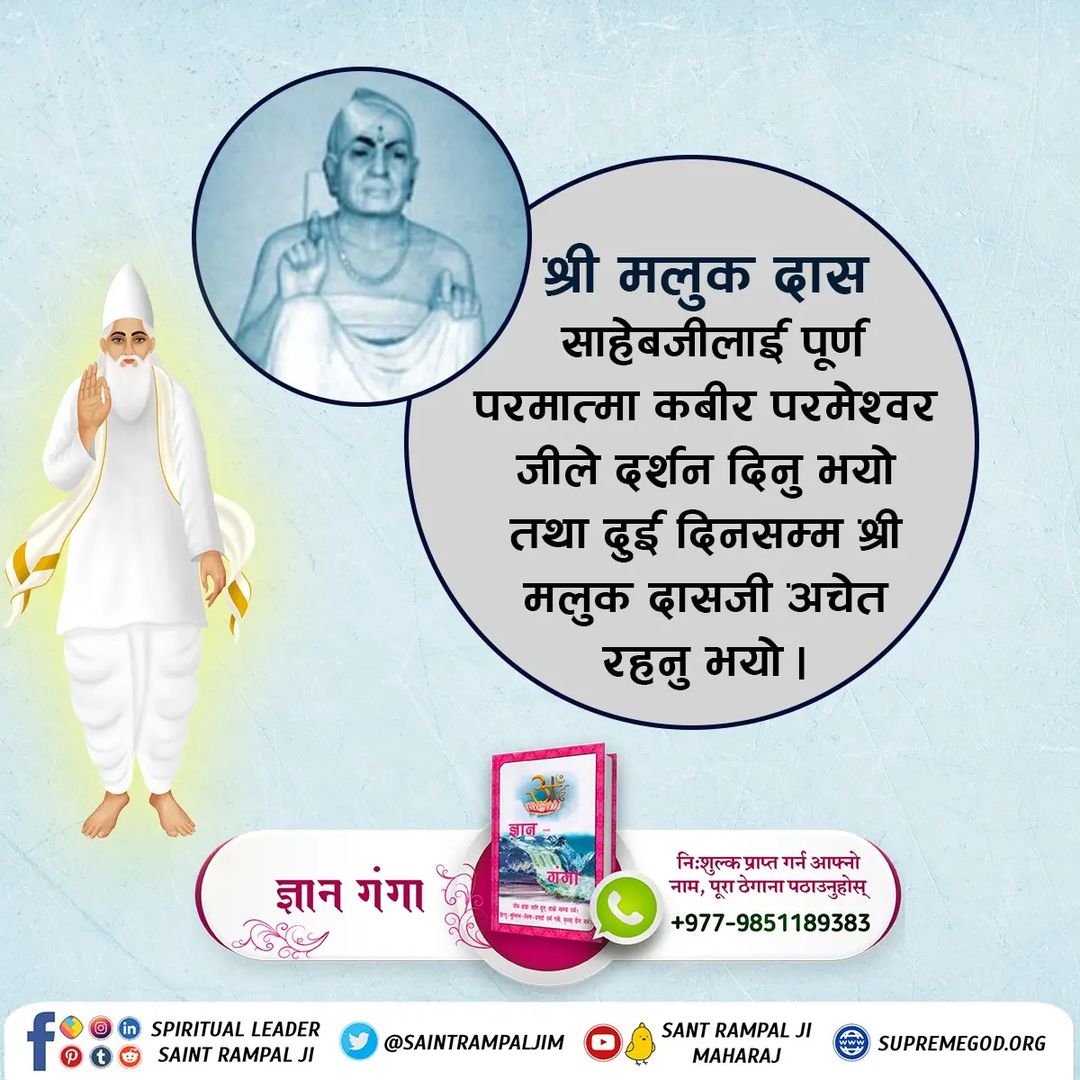 श्री मलुक दास
साहेबजीलाई पूर्ण
परमात्मा कबीर परमेश्वर
जीले दर्शन दिनु भयो
तथा दुई दिनसम्म श्री
मलुक दासजी अचेत
रहनु भयो।
ज्ञान गंगा
ज्ञान
गंगा
नि:शुल्क प्राप्त गर्न आफ्नो
नाम, पूरा ठेगाना पठाउनुहोस्
+977-9851189383
SPIRITUAL LEADER
SAINT RAMPAL JI
@SAINTRAMPALJIM
SANT RAMPAL JI
MAHARAJ
SUPREMEGOD.ORG